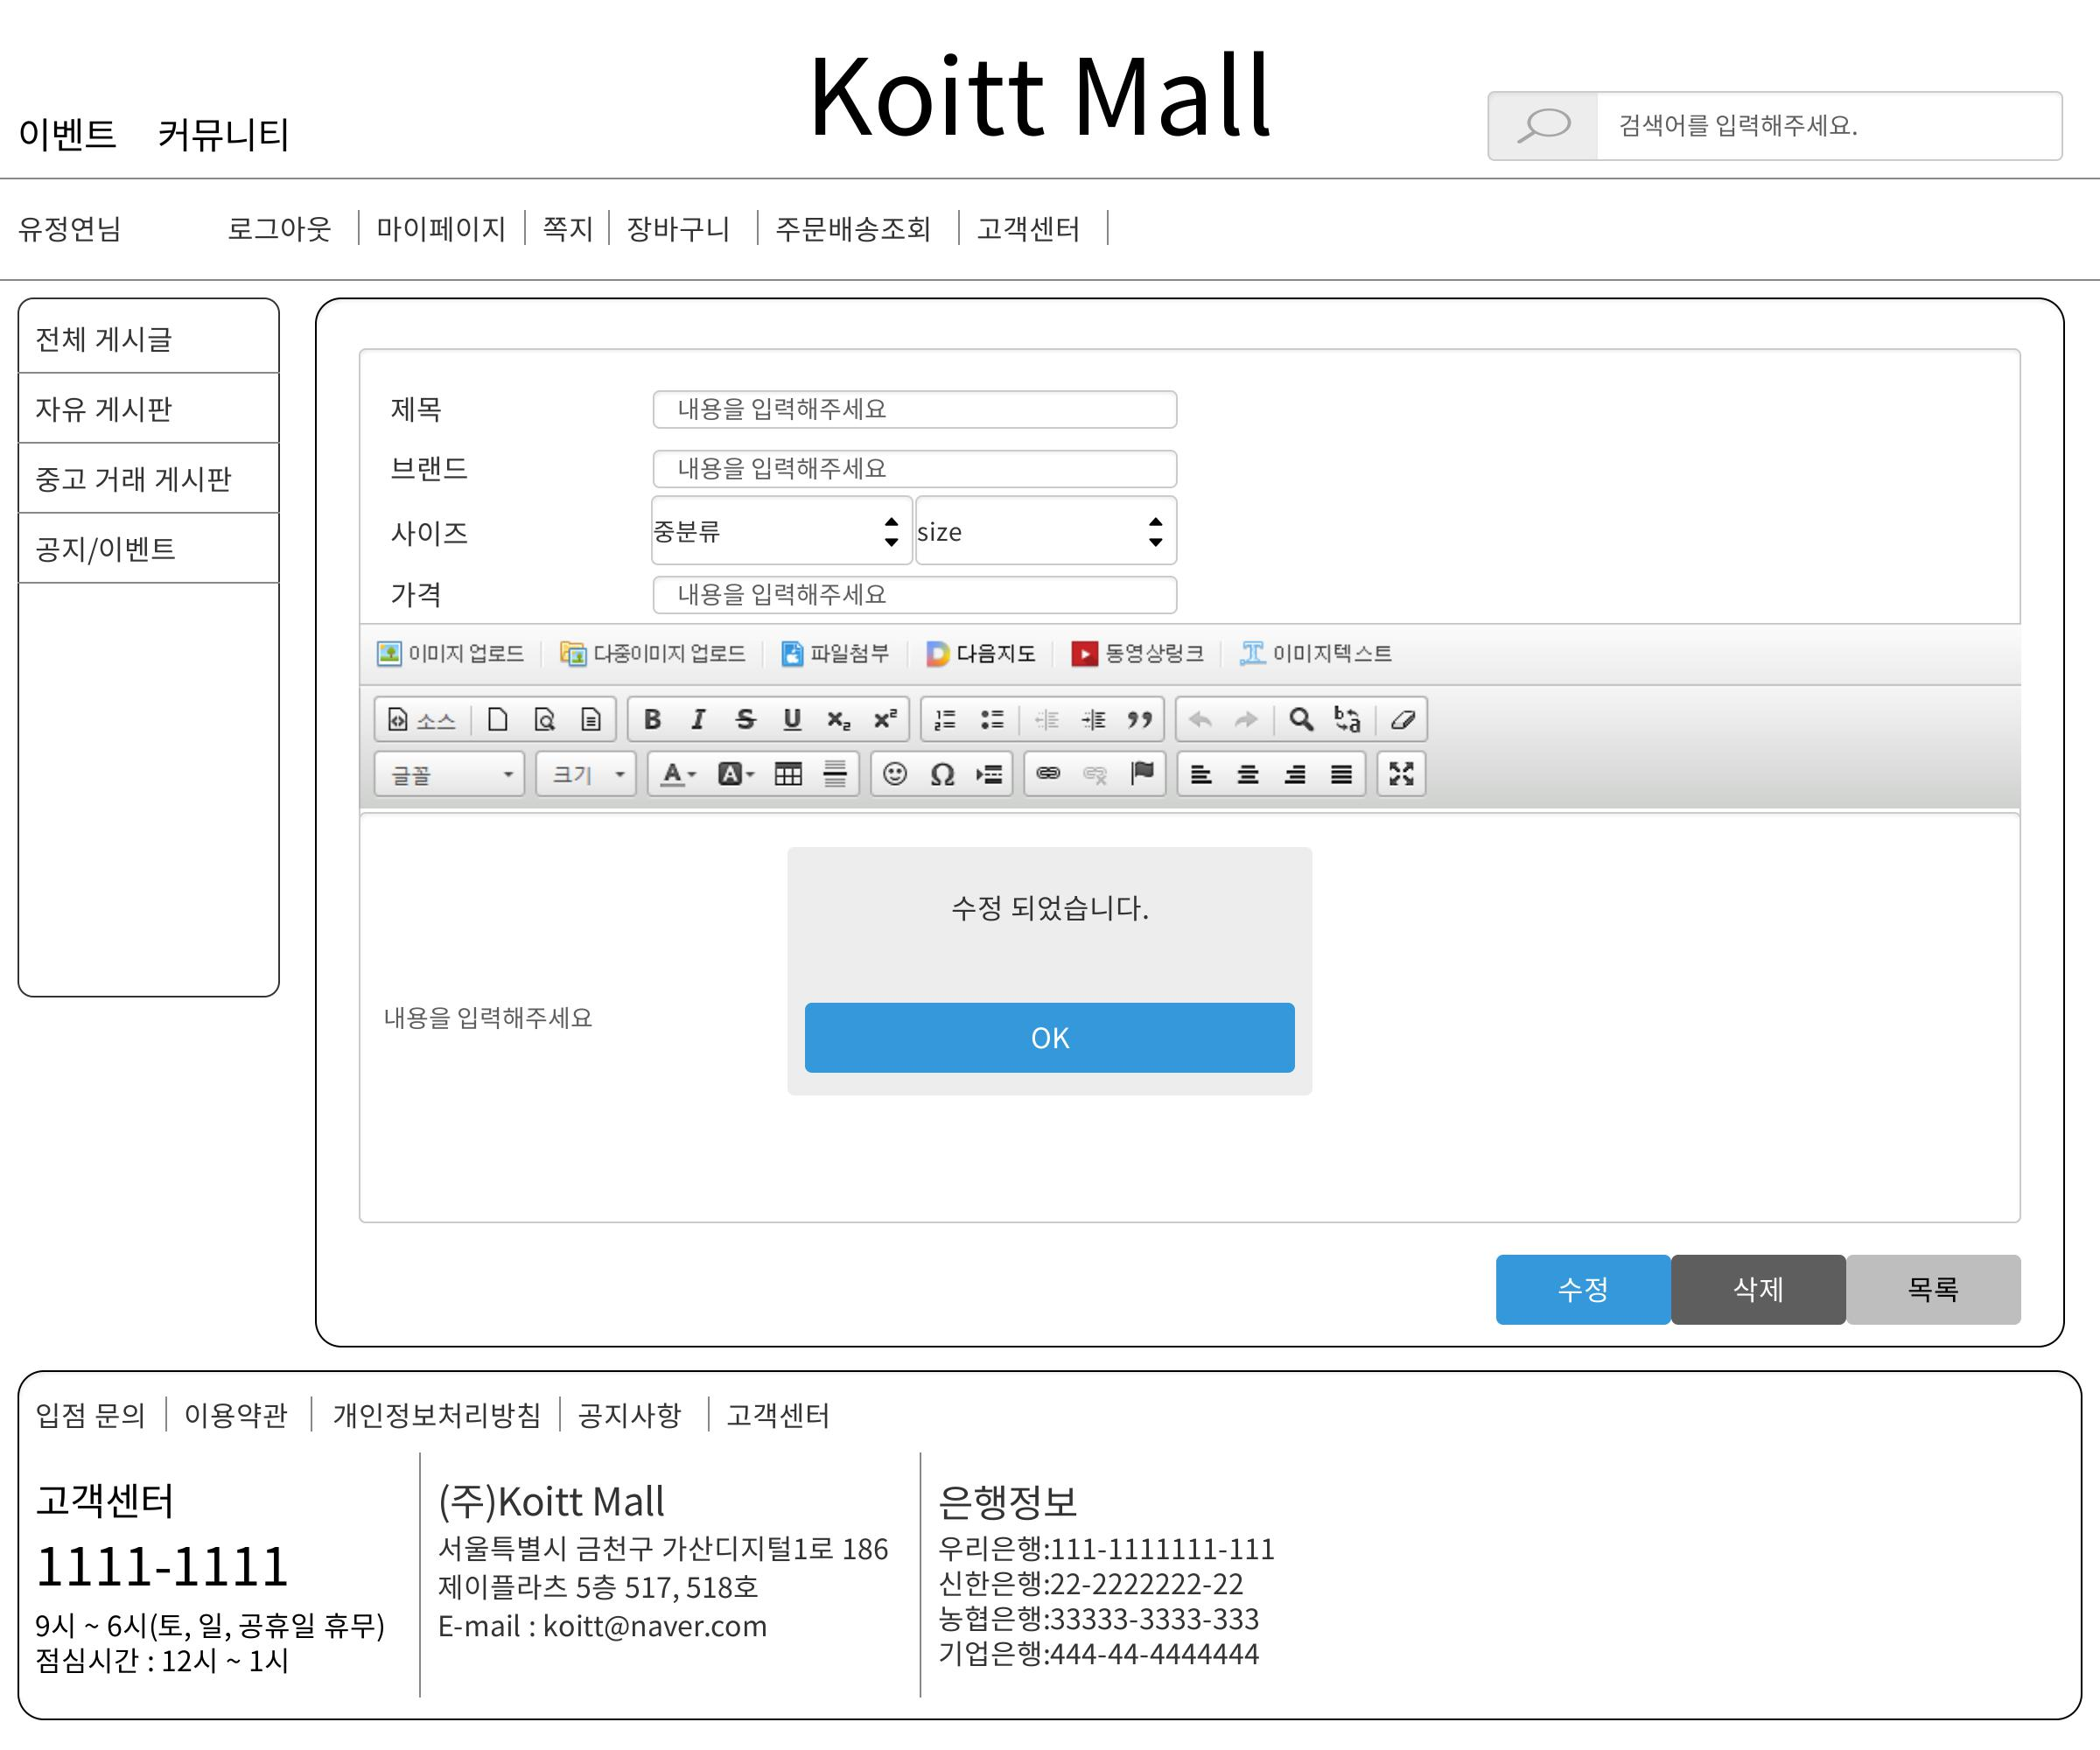 Koitt Mall
이벤트 커뮤니티
검색어를 입력해주세요.
유정연님 로그아웃 마이페이지 쪽지 장바구니 주문배송조회 고객센터
전체 게시글
자유 게시판
중고 거래 게시판
공지/이벤트
제목 내용을 입력해주세요
브랜드 내용을 입력해주세요
사이즈 중분류 size
가격 내용을 입력해주세요
이미지 업로드 다중이미지 업로드 파일첨부 다음지도 동영상링크 이미지텍스트
소스
글꼴 크기
수정 되었습니다.
내용을 입력해주세요
OK
수정 삭제 목록
입점 문의 이용약관 개인정보처리방침 공지사항 고객센터
고객센터
1111-1111
9시 ~ 6시(토, 일, 공휴일 휴무)
점심시간 : 12시 ~ 1시
(주)Koitt Mall
서울특별시 금천구 가산디지털1로 186
제이플라츠 5층 517, 518호
E-mail : koitt@naver.com
은행정보
우리은행:111-1111111-111
신한은행:22-2222222-22
농협은행:33333-3333-333
기업은행:444-44-4444444